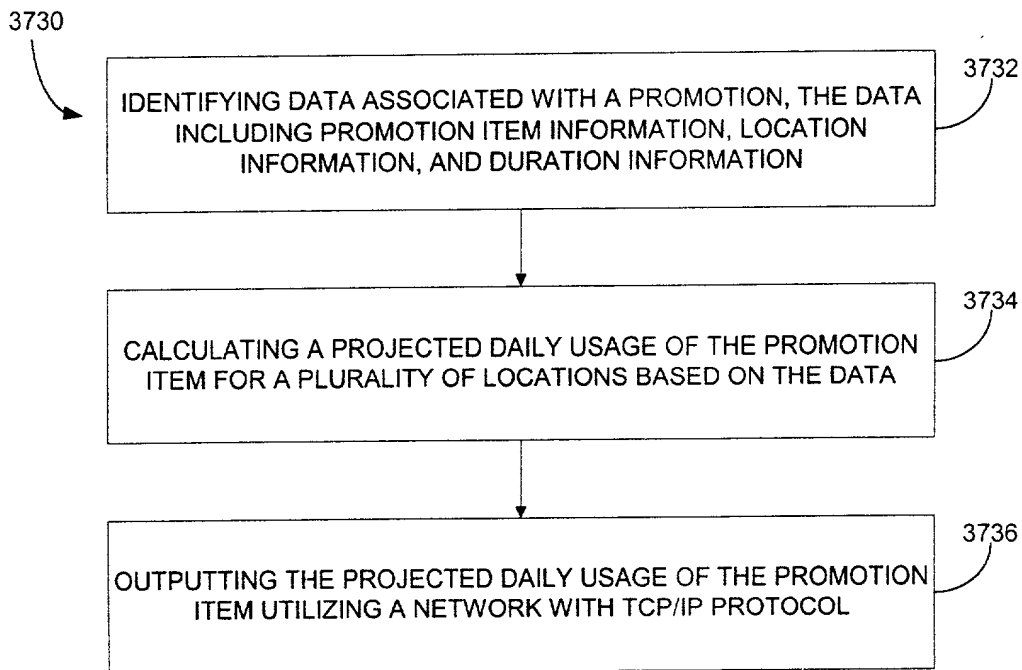 3730
3732
IDENTIFYING DATA ASSOCIATED WITH A PROMOTION, THE DATA
INCLUDING PROMOTION ITEM INFORMATION, LOCATION
INFORMATION, AND DURATION INFORMATION
3734
CALCULATING A PROJECTED DAILY USAGE OF THE PROMOTION
ITEM FOR A PLURALITY OF LOCATIONS BASED ON THE DATA
3736
OUTPUTTING THE PROJECTED DAILY USAGE OF THE PROMOTION
ITEM UTILIZING A NETWORK WITH TCP/IP PROTOCOL